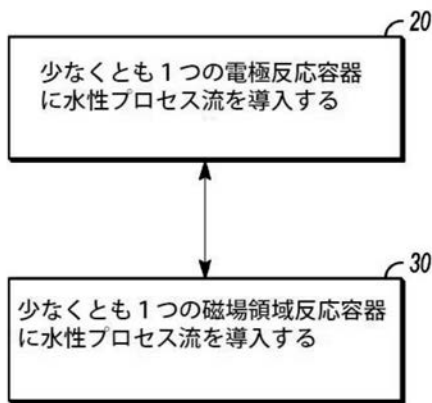 20
少なくとも１つの電極反応容器
に水性プロセス流を導入する
30
少なくとも１つの磁場領域反応容器
に水性プロセス流を導入する